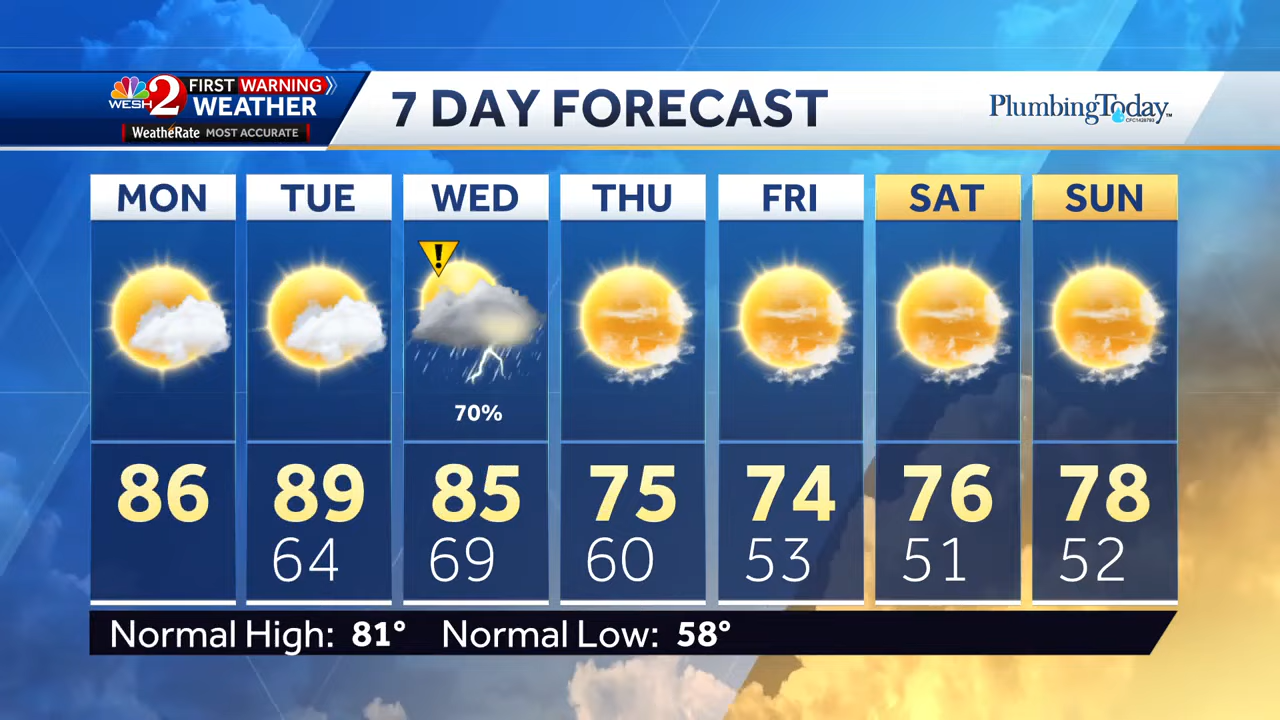 WESH 2 FIRST WARNING WEATHER
WeatheRate MOST ACCURATE
7 DAY FORECAST
PlumbingToday™
CFC1428793
MON TUE WED THU FRI SAT SUN
!
70%
86 89 85 75 74 76 78
64 69 60 53 51 52
Normal High: 81° Normal Low: 58°